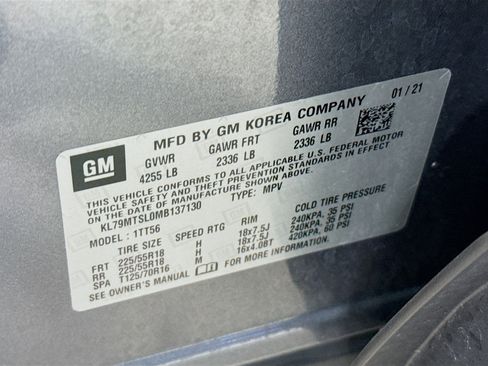 01/21
MFD BY GM KOREA COMPANY
GM
GVWR GAWR FRT GAWR RR
4255 LB 2336 LB 2336 LB
THIS VEHICLE CONFORMS TO ALL APPLICABLE U.S. FEDERAL MOTOR
VEHICLE SAFETY, BUMPER, AND THEFT PREVENTION STANDARDS IN EFFECT
ON THE DATE OF MANUFACTURE SHOWN ABOVE.
KL79MTSL0MB137130 TYPE: MPV
MODEL: 1TT56
TIRE SIZE SPEED RTG RIM COLD TIRE PRESSURE
FRT 225/55R18 H 18x7.5J 240KPA, 35 PSI
RR 225/55R18 H 18x7.5J 240KPA, 35 PSI
SPA T125/70R16 M 16x4.0BT 420KPA, 60 PSI
SEE OWNER'S MANUAL FOR ADDITIONAL INFORMATION.